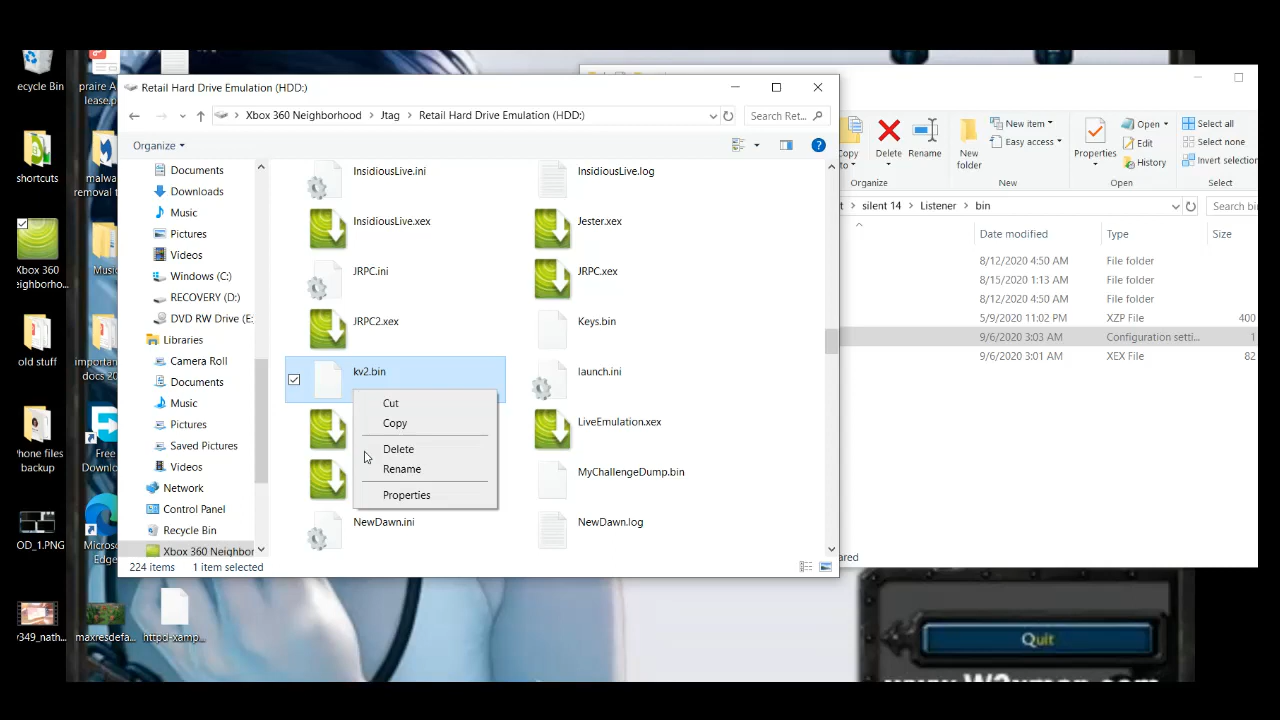 ecycle Bin
praire A
lease.p
shortcuts
malwa
removal t
Xbox 360
eighborho...
Music
old stuff
important
docs 20
Phone files
backup
Free
Downlo
OD_1.PNG
Microso
Edge
v349_nath...
maxresdefa...
httpd-xamp...
Retail Hard Drive Emulation (HDD:)
Xbox 360 Neighborhood > Jtag > Retail Hard Drive Emulation (HDD:)
Search Ret...
Organize
Documents
Downloads
Music
Pictures
Videos
Windows (C:)
RECOVERY (D:)
DVD RW Drive (E:
Libraries
Camera Roll
Documents
Music
Pictures
Saved Pictures
Videos
Network
Control Panel
Recycle Bin
Xbox 360 Neighbor
InsidiousLive.ini
InsidiousLive.log
InsidiousLive.xex
Jester.xex
JRPC.ini
JRPC.xex
JRPC2.xex
Keys.bin
kv2.bin
launch.ini
LiveEmulation.xex
MyChallengeDump.bin
NewDawn.ini
NewDawn.log
Cut
Copy
Delete
Rename
Properties
224 items
1 item selected
Copy
to
Delete
Rename
Organize
New
folder
New item
Easy access
New
Properties
Open
Edit
History
Open
Select all
Select none
Invert selection
Select
t > silent 14 > Listener > bin
Search bi
Date modified
Type
Size
8/12/2020 4:50 AM File folder
8/15/2020 1:13 AM File folder
8/12/2020 4:50 AM File folder
5/9/2020 11:02 PM XZP File 400
9/6/2020 3:03 AM Configuration setti... 1
9/6/2020 3:01 AM XEX File 82
ared
Quit